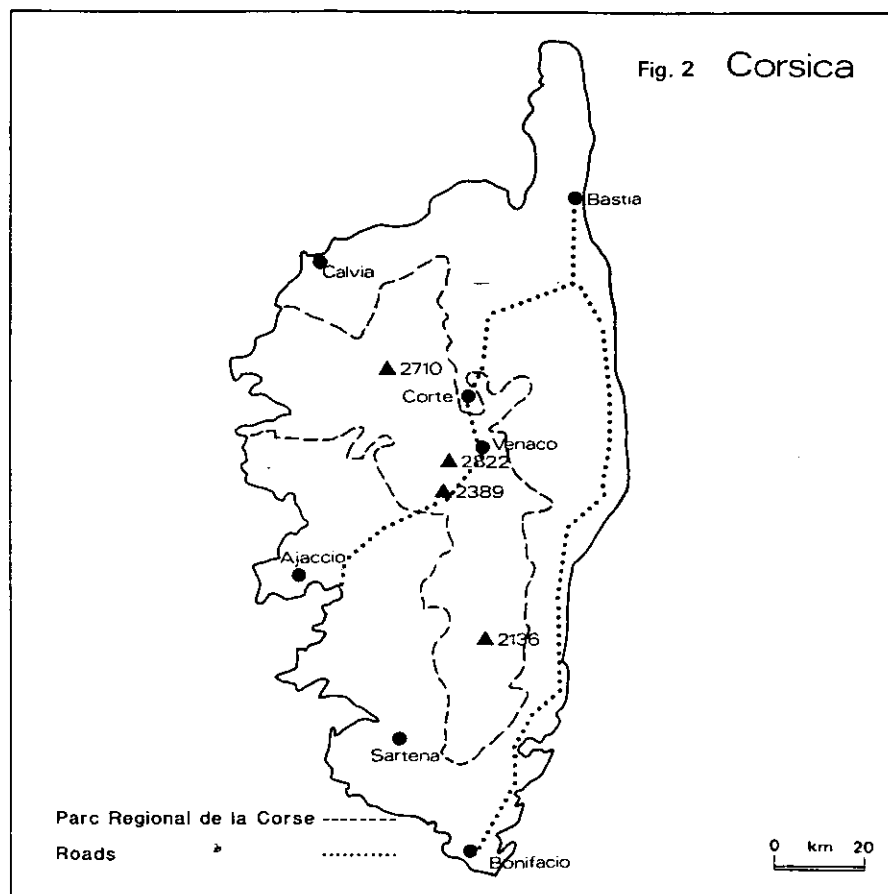 Fig. 2 Corsica
Bastia
Calvia
2710
Corte
Venaco
2822
2389
Ajaccio
2136
Sartena
Parc Regional de la Corse
Roads
Bonifacio
0 km 20